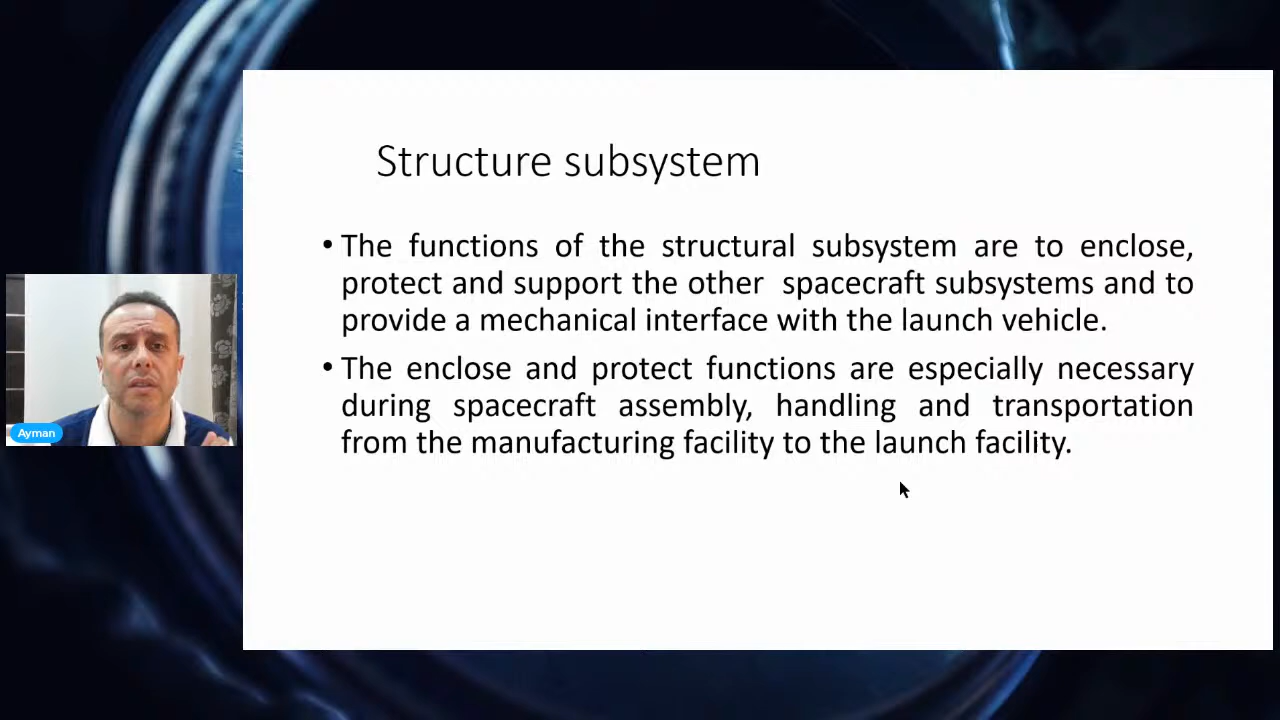 Structure subsystem
• The functions of the structural subsystem are to enclose,
protect and support the other spacecraft subsystems and to
provide a mechanical interface with the launch vehicle.
• The enclose and protect functions are especially necessary
during spacecraft assembly, handling and transportation
from the manufacturing facility to the launch facility.
Ayman